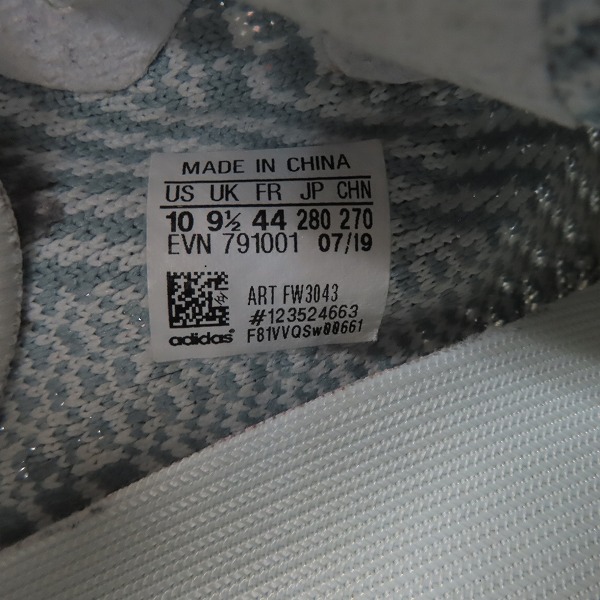 MADE IN CHINA
US UK FR JP CHN
10 9½ 44 280 270
EVN 791001 07/19
ART FW3043
#123524663
adidas F81VVQSw00661